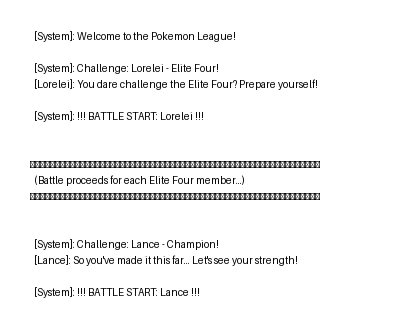 [System]: Welcome to the Pokemon League!
[System]: Challenge: Lorelei - Elite Four!
[Lorelei]: You dare challenge the Elite Four? Prepare yourself!
[System]: !!! BATTLE START: Lorelei !!!
(Battle proceeds for each Elite Four member...)
[System]: Challenge: Lance - Champion!
[Lance]: So you've made it this far... Let's see your strength!
[System]: !!! BATTLE START: Lance !!!